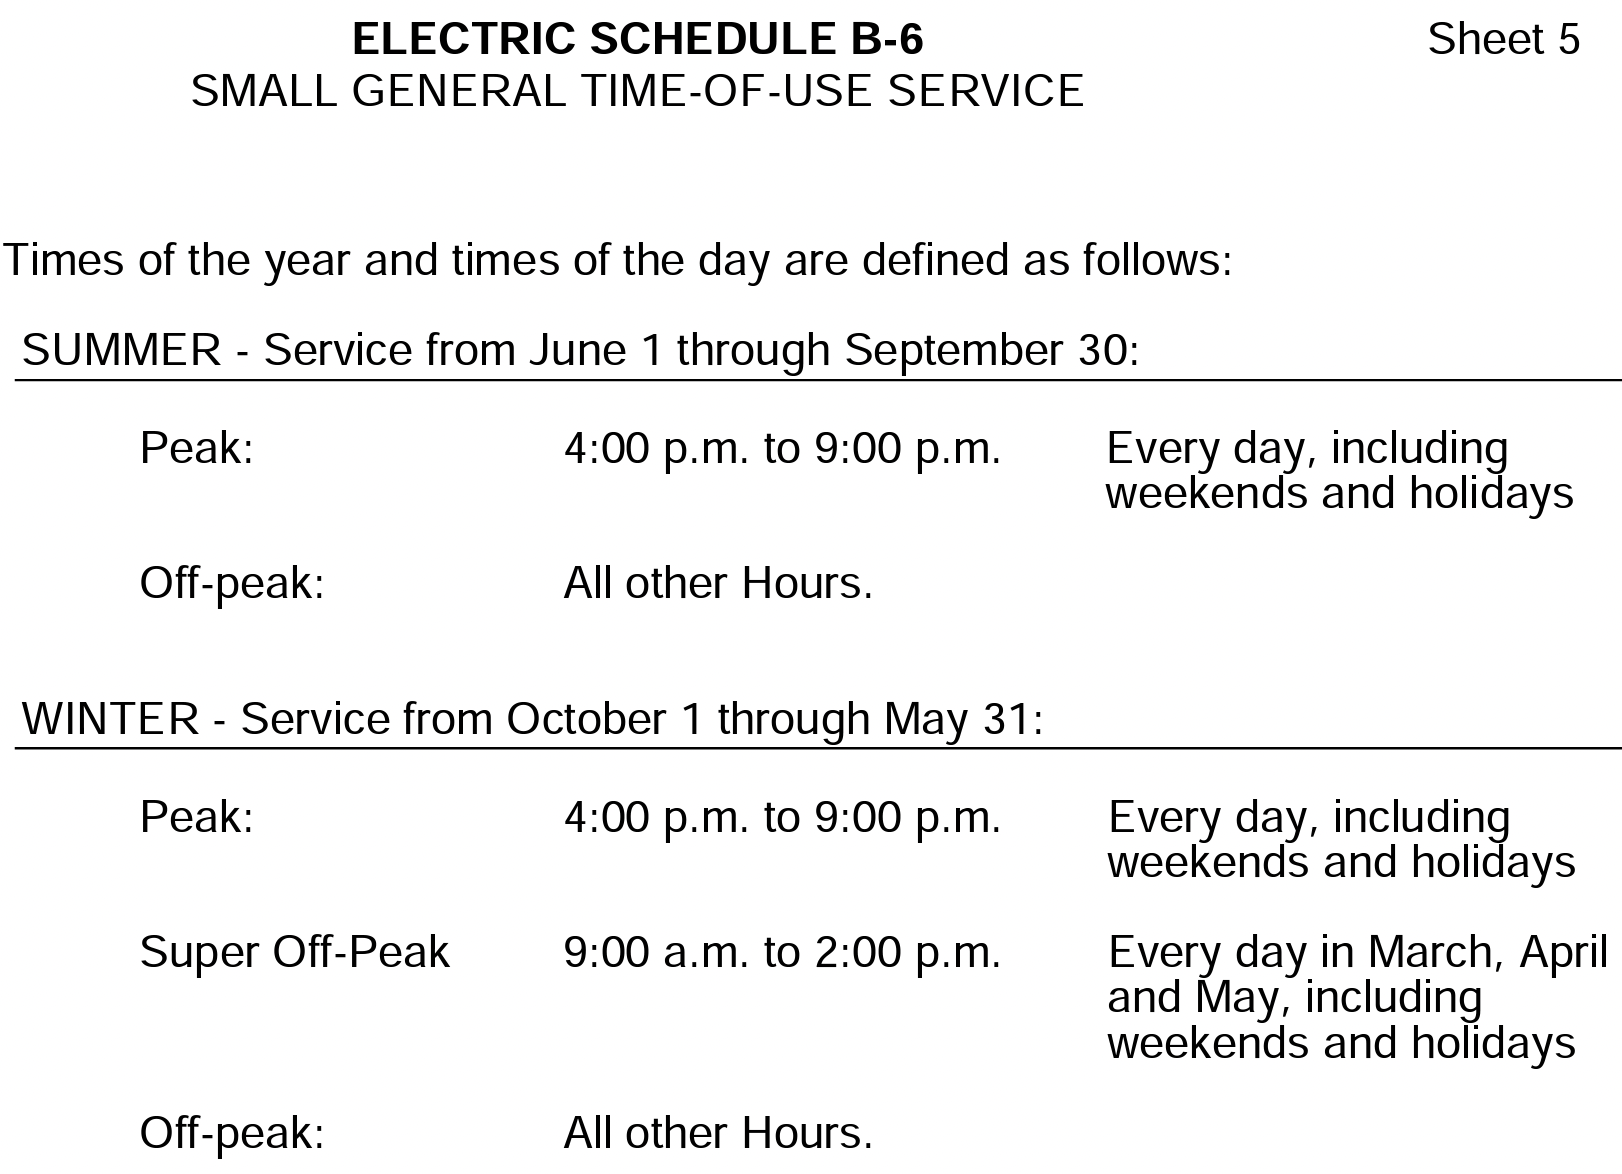 ELECTRIC SCHEDULE B-6 Sheet 5
SMALL GENERAL TIME-OF-USE SERVICE
Times of the year and times of the day are defined as follows:
SUMMER - Service from June 1 through September 30:
Peak: 4:00 p.m. to 9:00 p.m. Every day, including
weekends and holidays
Off-peak: All other Hours.
WINTER - Service from October 1 through May 31:
Peak: 4:00 p.m. to 9:00 p.m. Every day, including
weekends and holidays
Super Off-Peak 9:00 a.m. to 2:00 p.m. Every day in March, April
and May, including
weekends and holidays
Off-peak: All other Hours.